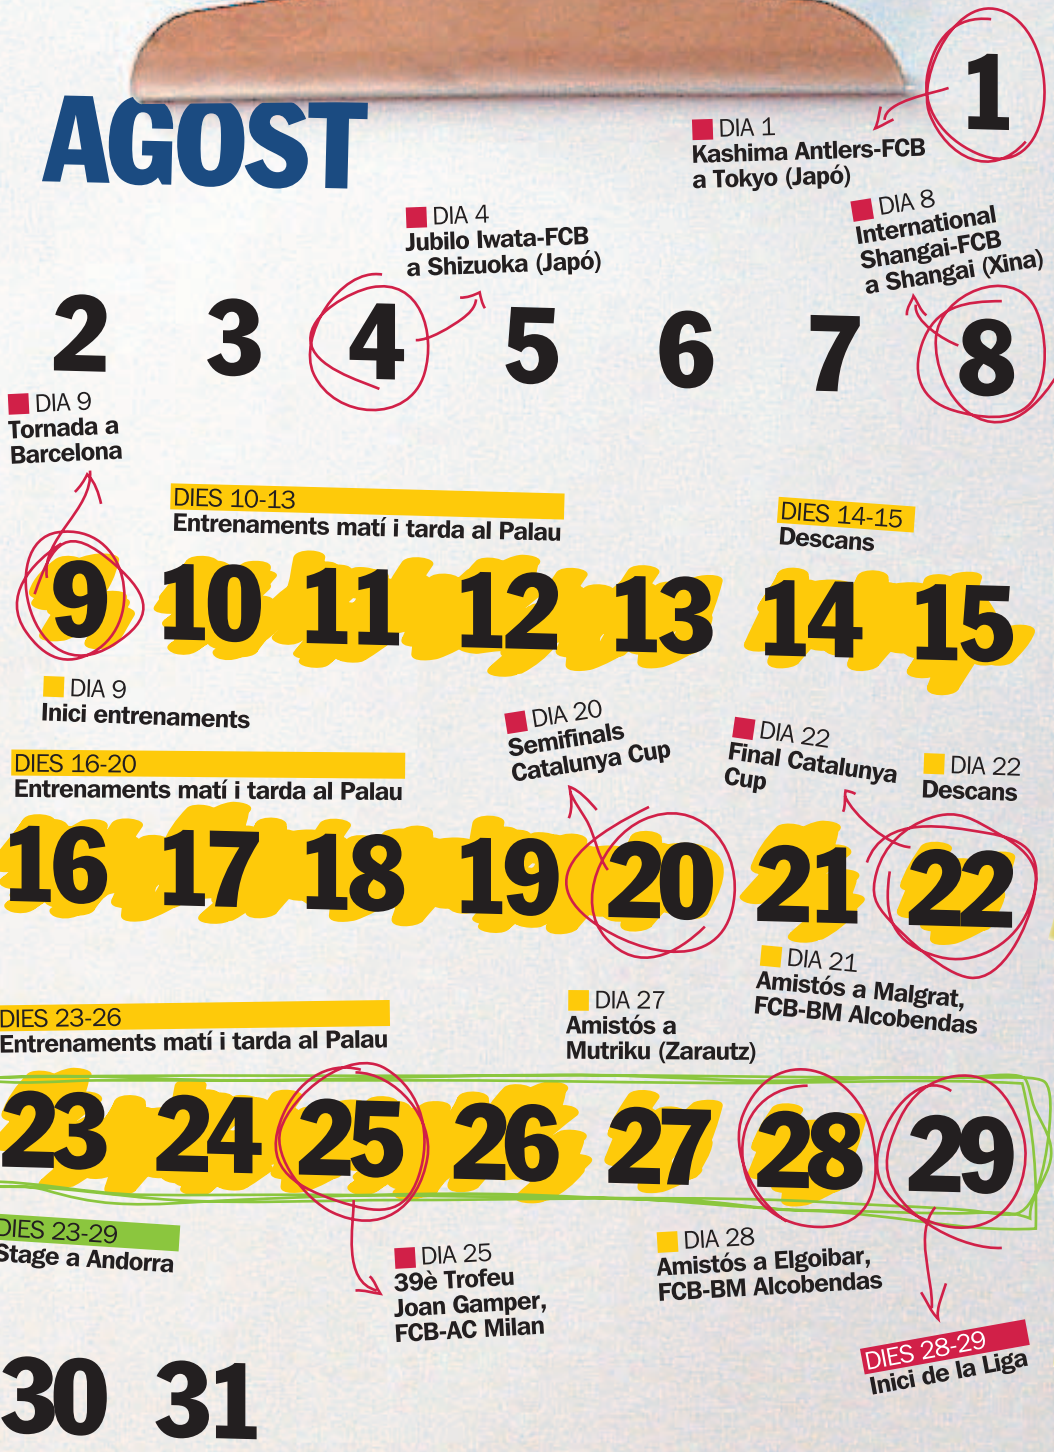 AGOST
1
DIA 1
Kashima Antlers-FCB
a Tokyo (Japó)
DIA 4
Jubilo Iwata-FCB
a Shizuoka (Japó)
DIA 8
International
Shangai-FCB
a Shangai (Xina)
2 3 4 5 6 7 8
DIA 9
Tornada a
Barcelona
DIES 10-13
Entrenaments matí i tarda al Palau
DIES 14-15
Descans
9 10 11 12 13 14 15
DIA 9
Inici entrenaments
DIES 16-20
Entrenaments matí i tarda al Palau
DIA 20
Semifinals
Catalunya Cup
DIA 22
Final Catalunya
Cup
DIA 22
Descans
16 17 18 19 20 21 22
DIA 21
Amistós a Malgrat,
FCB-BM Alcobendas
DIES 23-26
Entrenaments matí i tarda al Palau
DIA 27
Amistós a
Mutriku (Zarautz)
23 24 25 26 27 28 29
DIES 23-29
Stage a Andorra
DIA 25
39è Trofeu
Joan Gamper,
FCB-AC Milan
DIA 28
Amistós a Elgoibar,
FCB-BM Alcobendas
DIES 28-29
Inici de la Liga
30 31